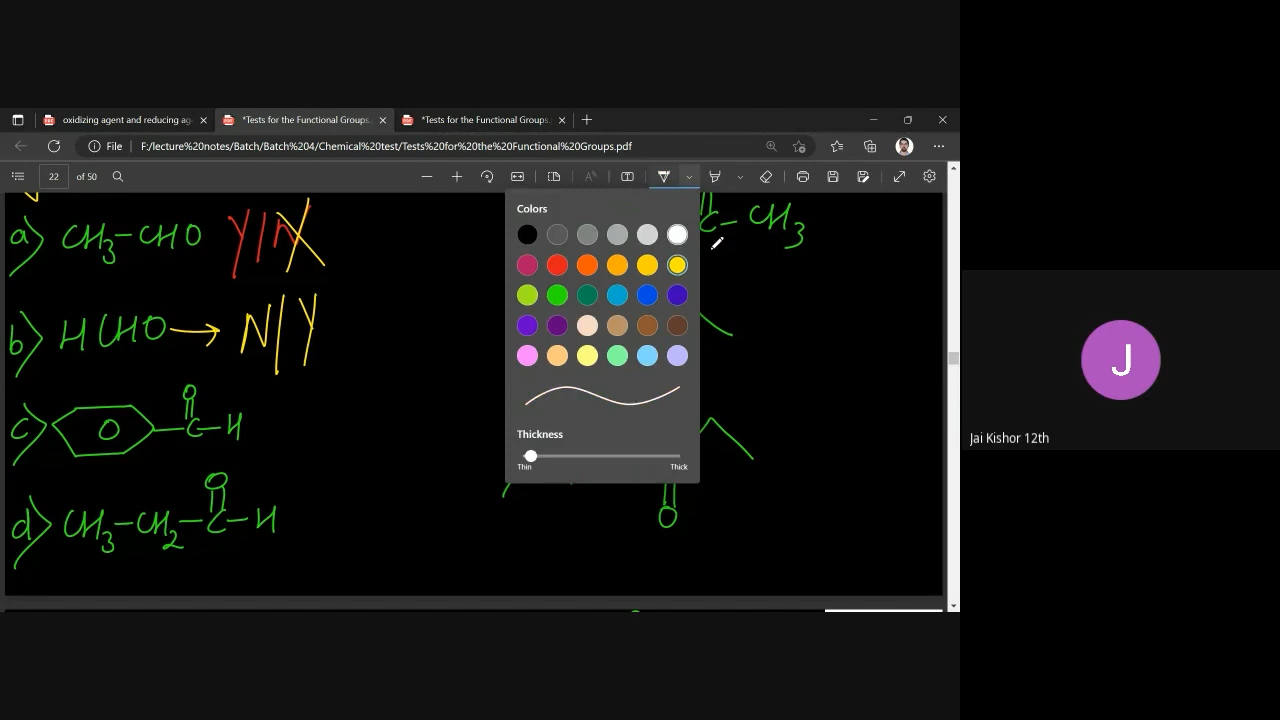 oxidizing agent and reducing ag
*Tests for the Functional Groups.
*Tests for the Functional Groups.
File
F:/lecture%20notes/Batch/Batch%204/Chemical%20test/Tests%20for%20the%20Functional%20Groups.pdf
22 of 50
Colors
Thickness
Thin
Thick
a) CH3-CHO Y/N
b) HCHO → N/Y
c) O O
C-H
d) CH3-CH2-C-H
O
C-CH3
O
J
Jai Kishor 12th